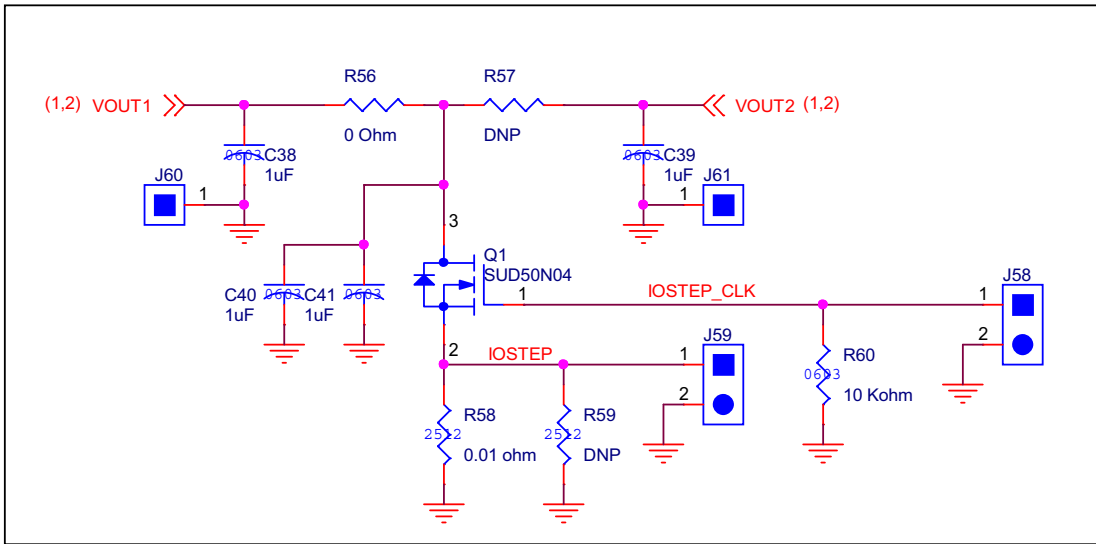 R56
R57
(1,2) VOUT1
VOUT2 (1,2)
0 Ohm
DNP
0603
C38
1uF
0603
C39
1uF
J60
1
J61
1
3
Q1
SUD50N04
0603
C40
1uF
0603
C41
1uF
1
IOSTEP_CLK
J58
1
2
2
IOSTEP
J59
1
2
R60
0603
10 Kohm
R58
2512
0.01 ohm
R59
2512
DNP